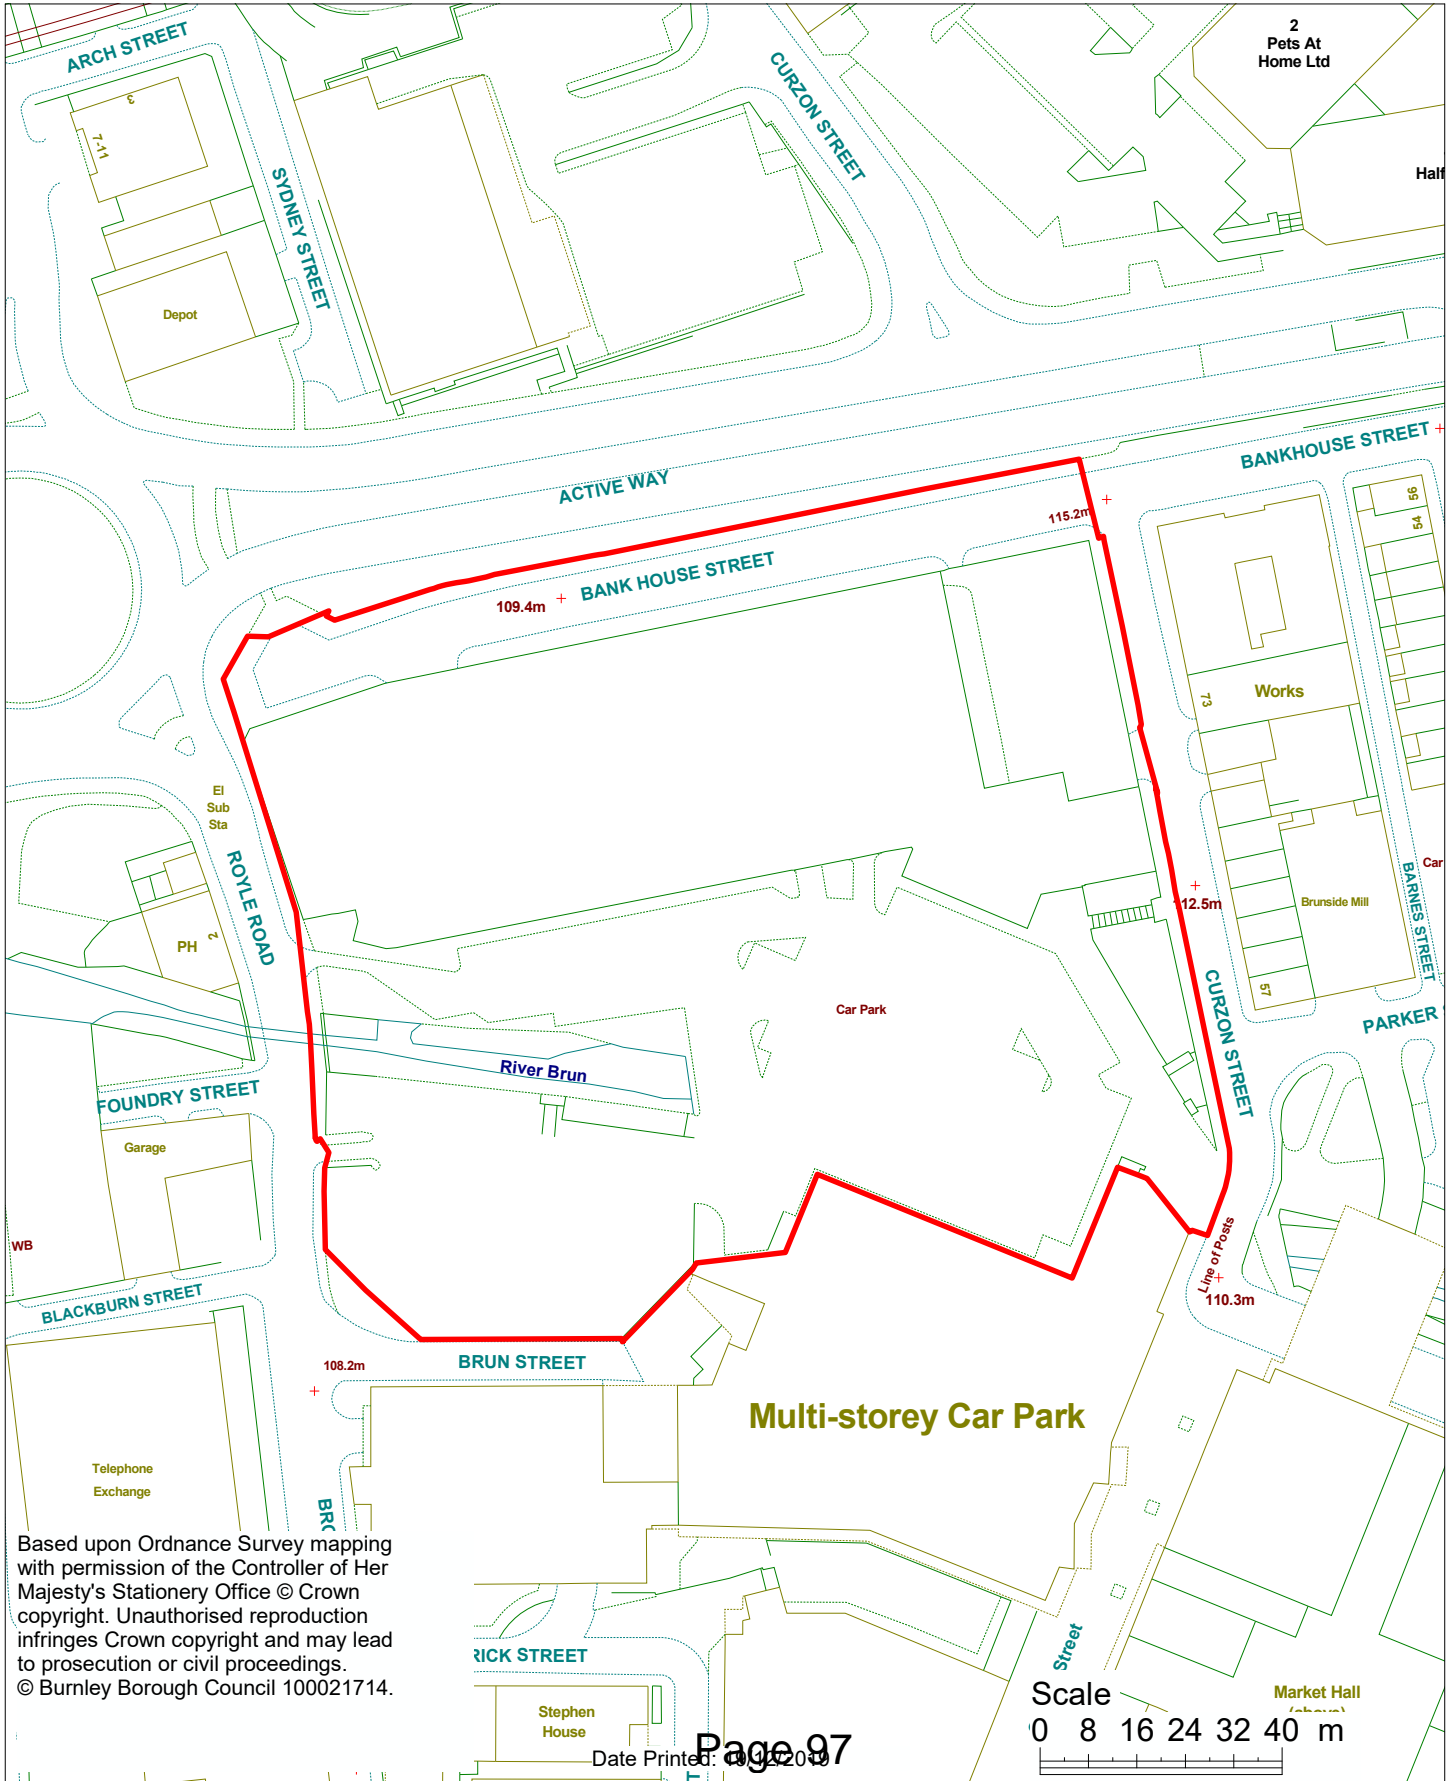 ARCH STREET
3
7-11
SYDNEY STREET
CURZON STREET
2
Pets At
Home Ltd
Half
Depot
ACTIVE WAY
BANKHOUSE STREET
115.2m
BANK HOUSE STREET
109.4m
56
54
73
Works
El
Sub
Sta
ROYLE ROAD
PH
2
Car
BARNES STREET
Brunside Mill
112.5m
57
CURZON STREET
PARKER
Car Park
River Brun
FOUNDRY STREET
Garage
WB
BLACKBURN STREET
Line of Posts
110.3m
108.2m
BRUN STREET
Multi-storey Car Park
Telephone
Exchange
BRO
Based upon Ordnance Survey mapping
with permission of the Controller of Her
Majesty's Stationery Office © Crown
copyright. Unauthorised reproduction
infringes Crown copyright and may lead
to prosecution or civil proceedings.
© Burnley Borough Council 100021714.
RICK STREET
Stephen
House
Street
Market Hall
(above)
Scale
0 8 16 24 32 40 m
Page 97
Date Printed:
T